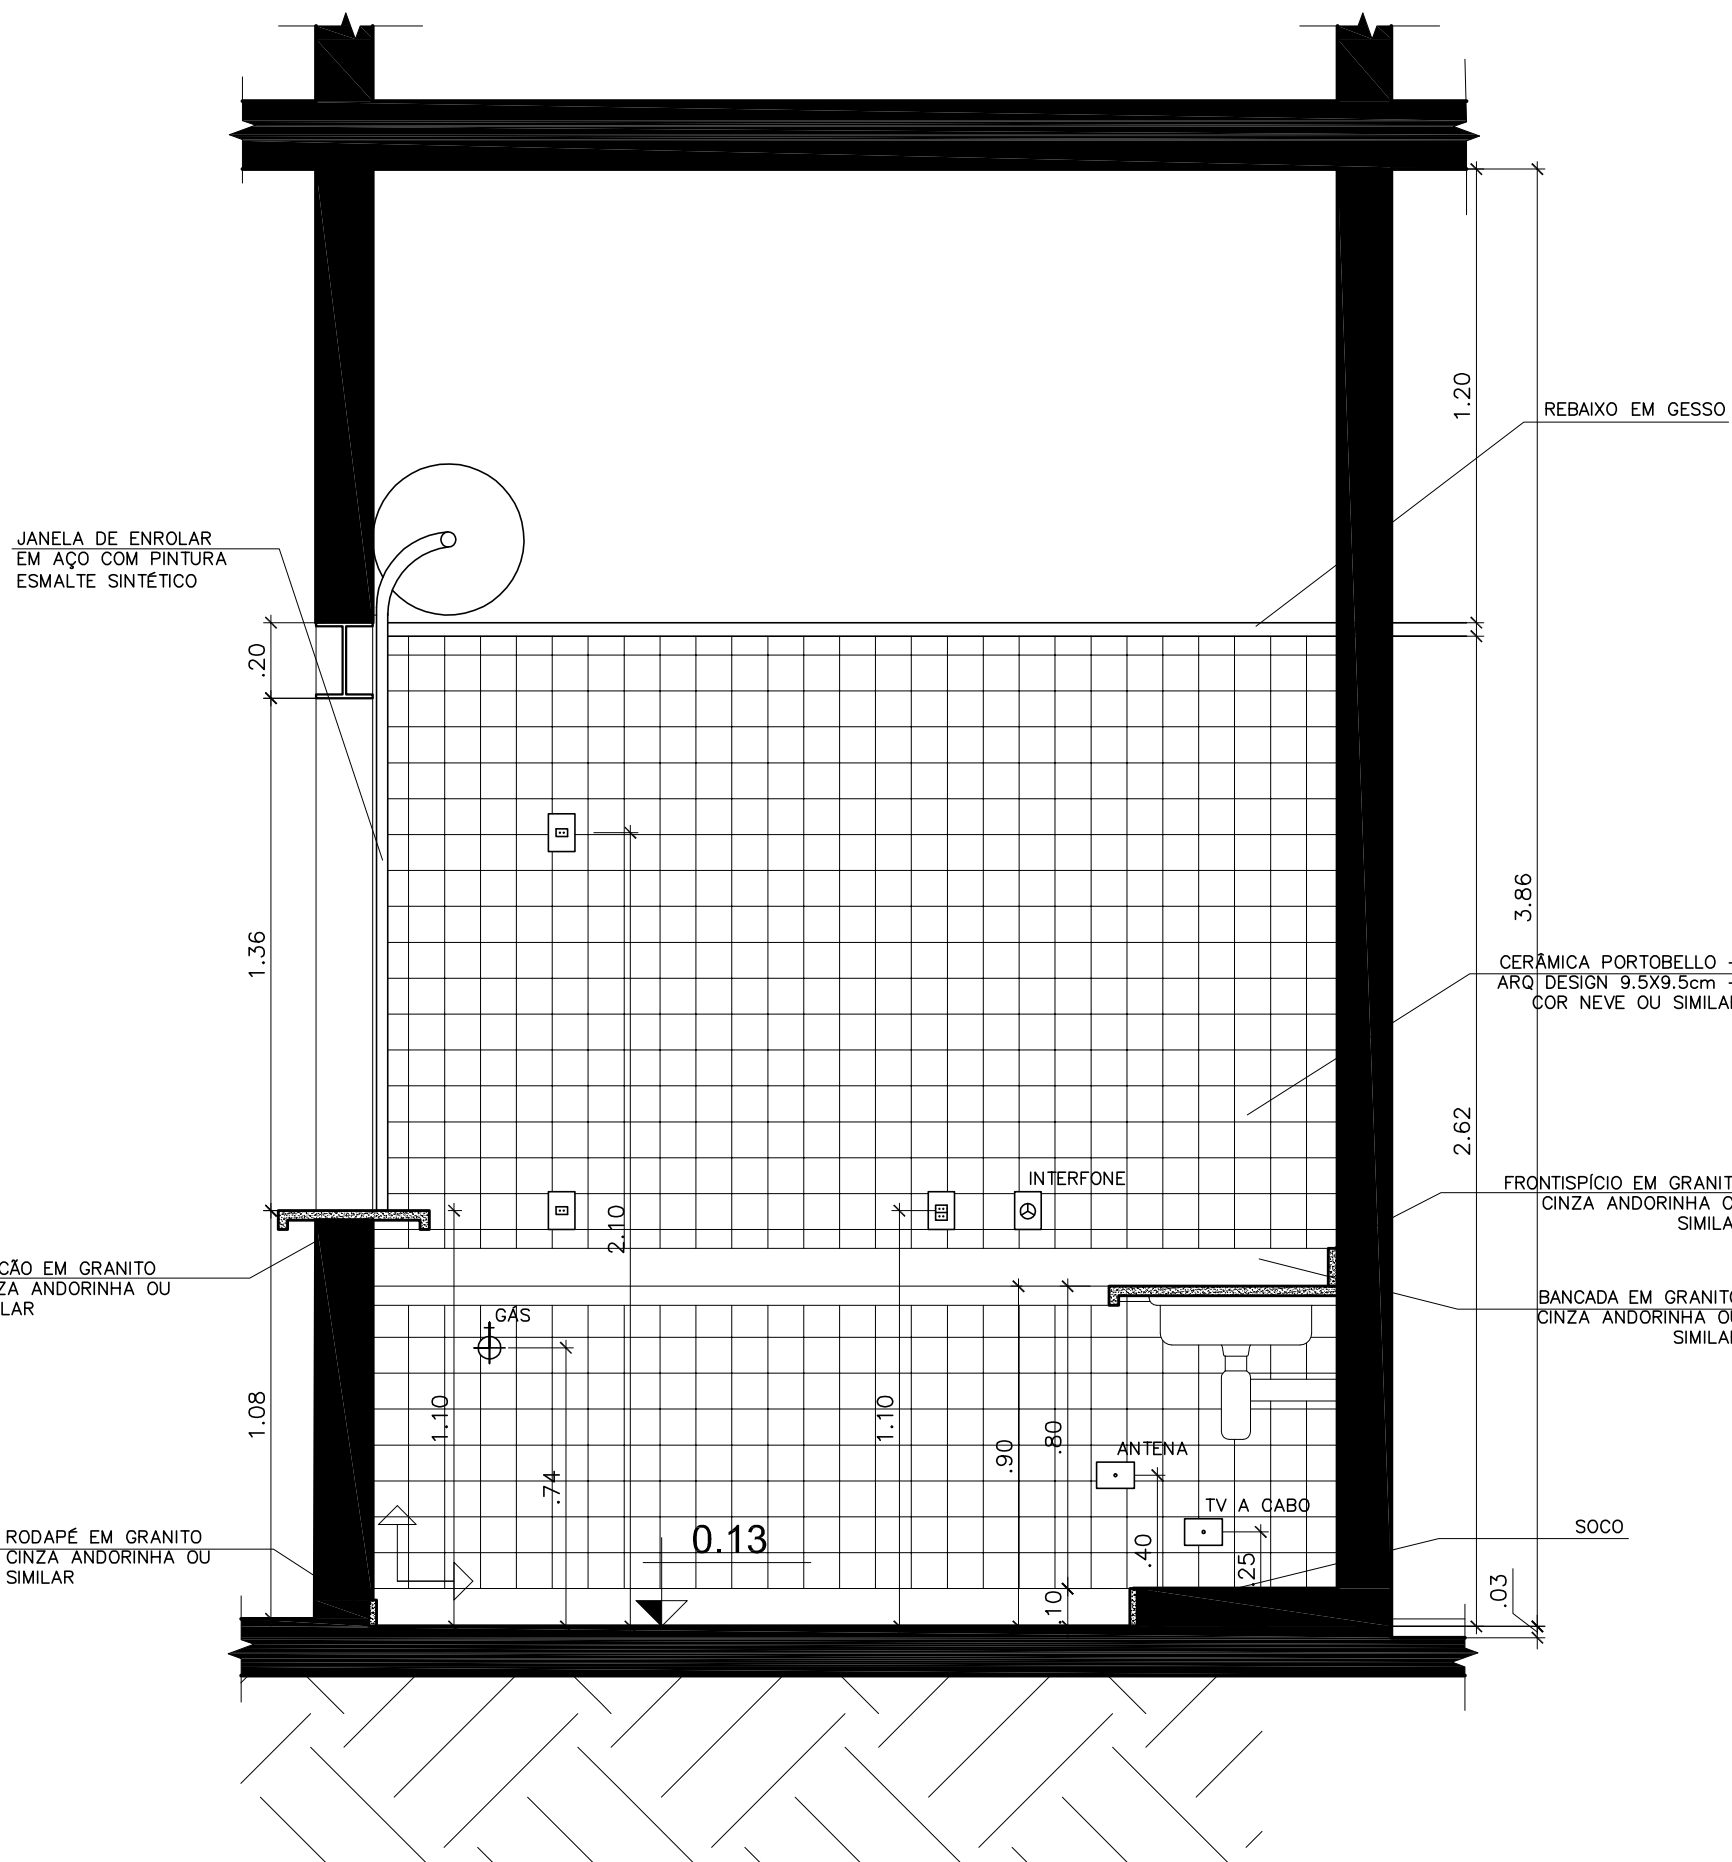 1.20
REBAIXO EM GESSO
JANELA DE ENROLAR
EM AÇO COM PINTURA
ESMALTE SINTÉTICO
.20
3.86
1.36
CERÂMICA PORTOBELLO -
ARQ DESIGN 9.5X9.5cm -
COR NEVE OU SIMILAR
2.62
INTERFONE
FRONTISPÍCIO EM GRANIT
CINZA ANDORINHA O
SIMILA
2.10
CÃO EM GRANITO
ZA ANDORINHA OU
LAR
GÁS
BANCADA EM GRANITO
CINZA ANDORINHA OU
SIMILA
1.08
1.10
1.10
.90
.80
ANTENA
.74
TV A CABO
RODAPÉ EM GRANITO
CINZA ANDORINHA OU
SIMILAR
0.13
SOCO
.40
.25
.10
.03